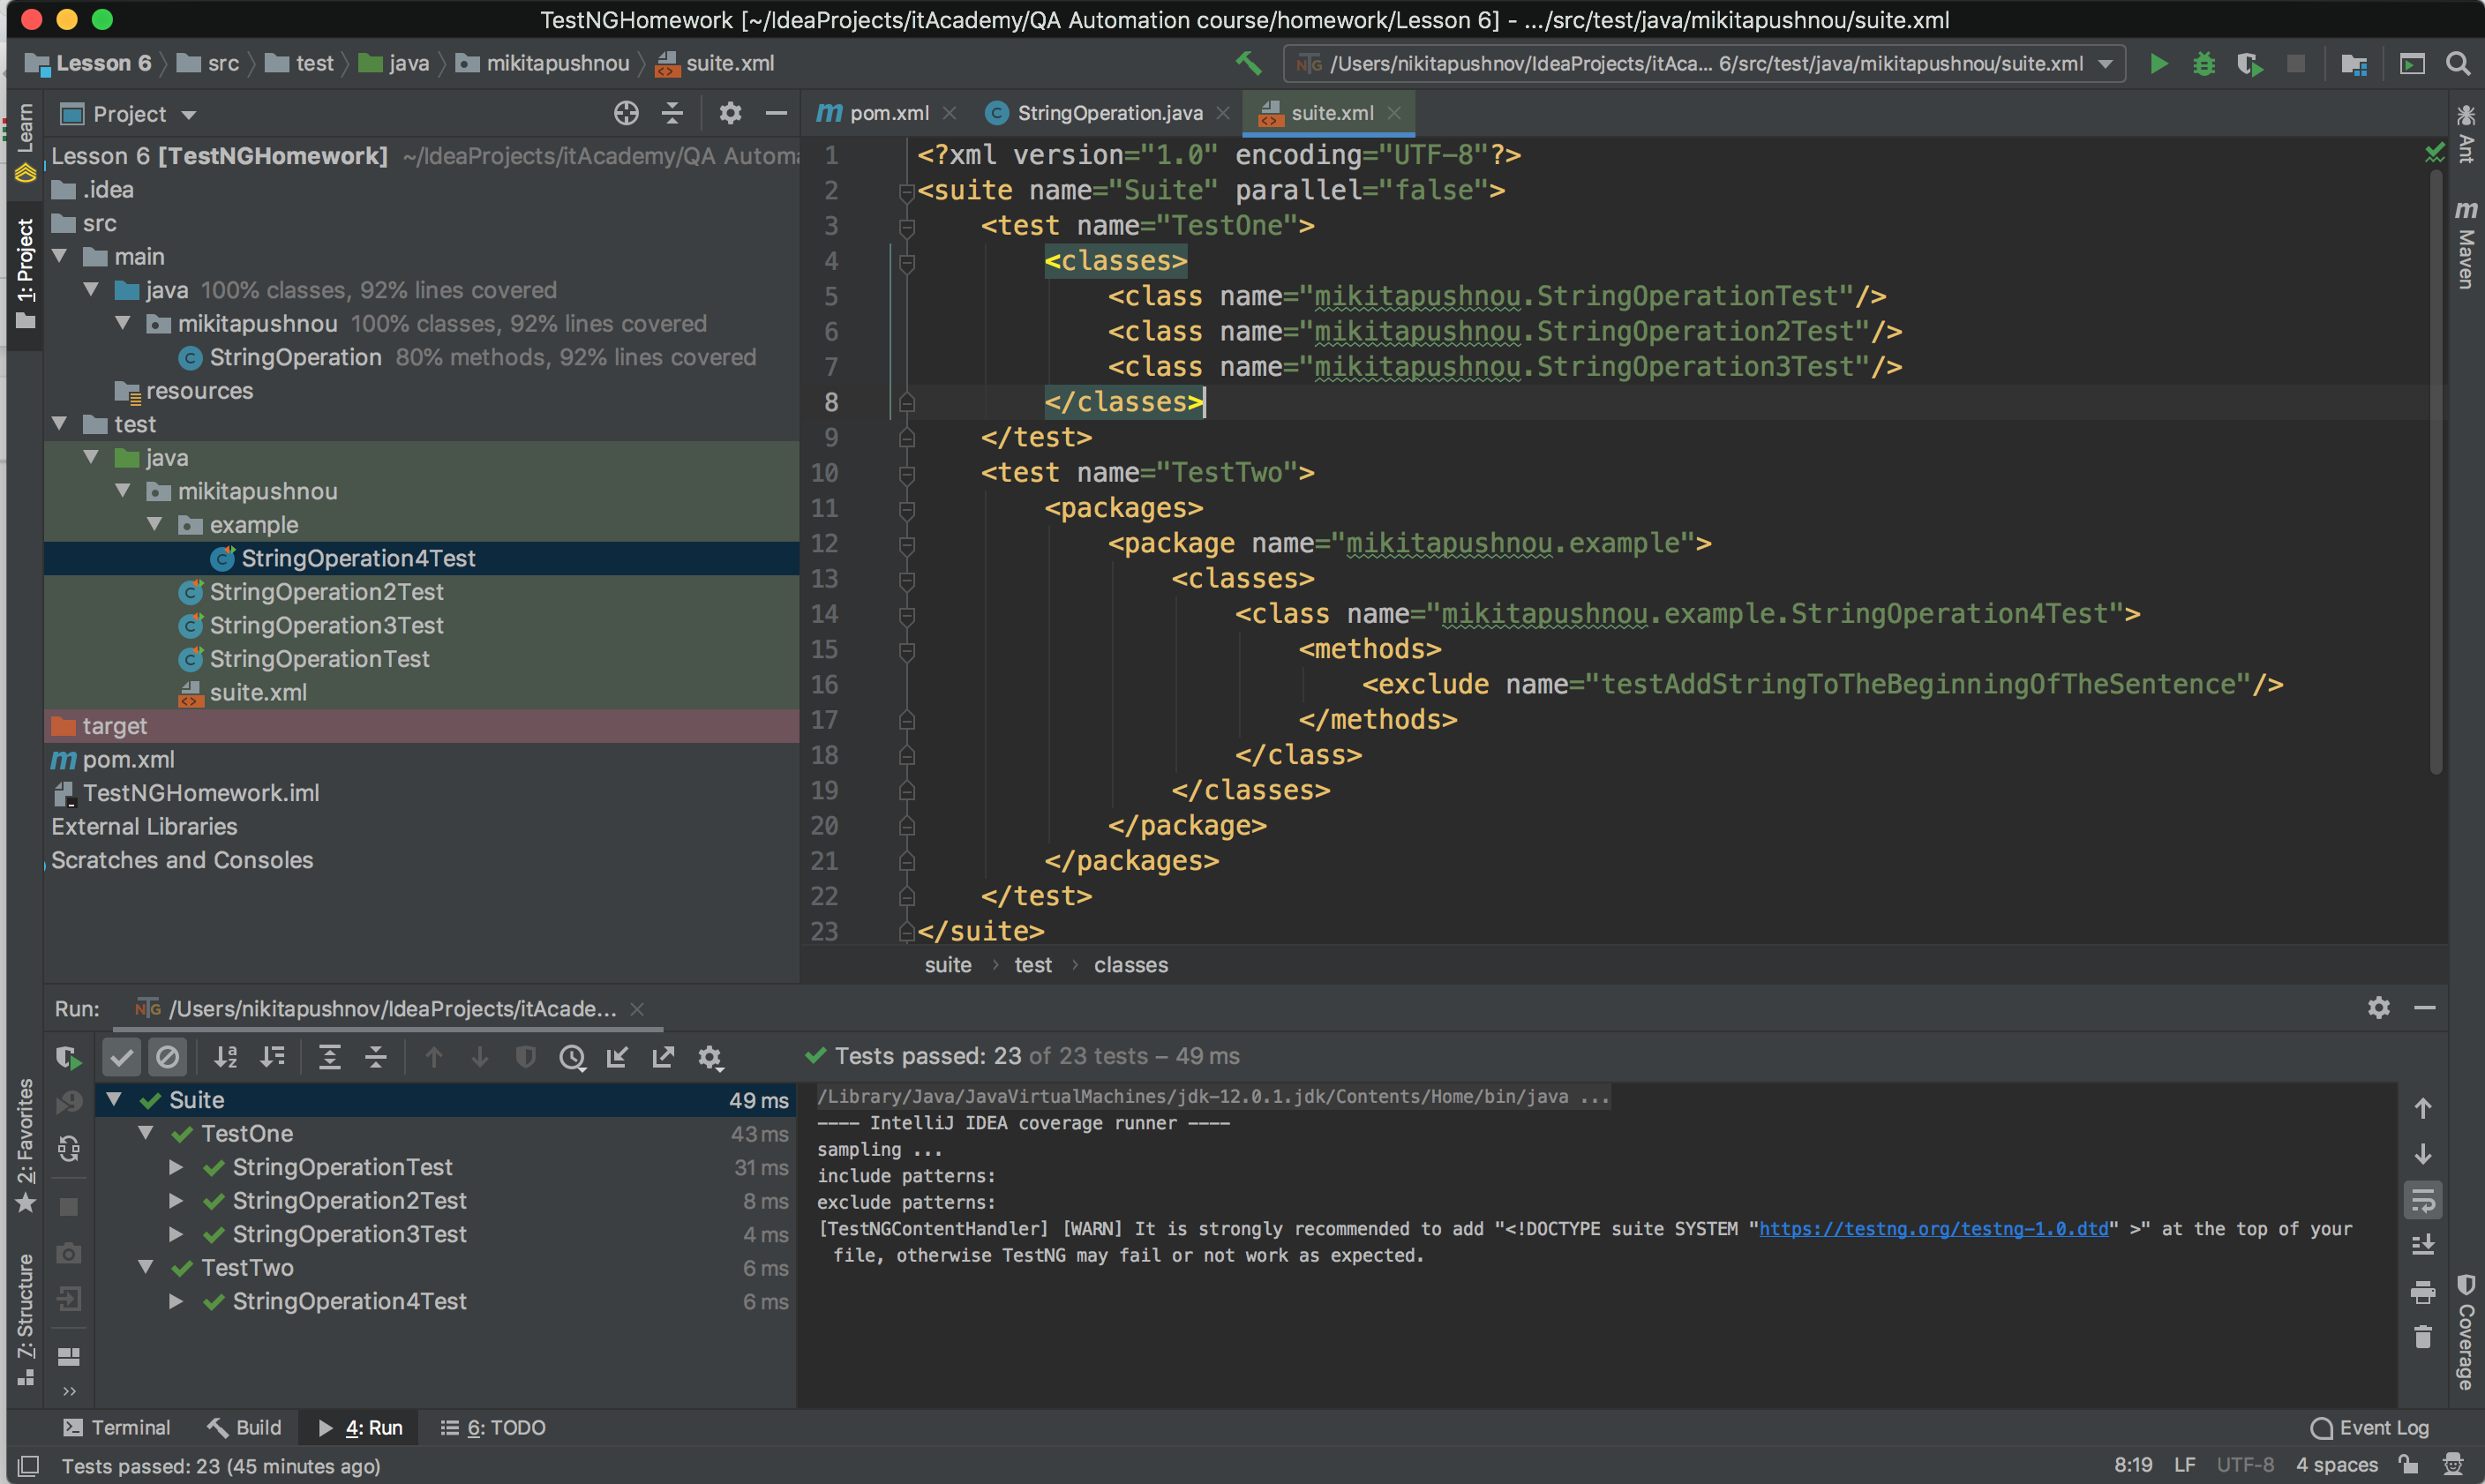 TestNGHomework [~/IdeaProjects/itAcademy/QA Automation course/homework/Lesson 6] - .../src/test/java/mikitapushnou/suite.xml
Lesson 6 src test java mikitapushnou suite.xml
/Users/nikitapushnov/IdeaProjects/itAca... 6/src/test/java/mikitapushnou/suite.xml
Learn
1: Project
2: Favorites
7: Structure
Project
Lesson 6 [TestNGHomework] ~/IdeaProjects/itAcademy/QA Automa
.idea
src
main
java 100% classes, 92% lines covered
mikitapushnou 100% classes, 92% lines covered
StringOperation 80% methods, 92% lines covered
resources
test
java
mikitapushnou
example
StringOperation4Test
StringOperation2Test
StringOperation3Test
StringOperationTest
suite.xml
target
pom.xml
TestNGHomework.iml
External Libraries
Scratches and Consoles
pom.xml StringOperation.java suite.xml
1 <?xml version="1.0" encoding="UTF-8"?>
2 <suite name="Suite" parallel="false">
3 <test name="TestOne">
4 <classes>
5 <class name="mikitapushnou.StringOperationTest"/>
6 <class name="mikitapushnou.StringOperation2Test"/>
7 <class name="mikitapushnou.StringOperation3Test"/>
8 </classes>
9 </test>
10 <test name="TestTwo">
11 <packages>
12 <package name="mikitapushnou.example">
13 <classes>
14 <class name="mikitapushnou.example.StringOperation4Test">
15 <methods>
16 <exclude name="testAddStringToTheBeginningOfTheSentence"/>
17 </methods>
18 </class>
19 </classes>
20 </package>
21 </packages>
22 </test>
23 </suite>
suite › test › classes
Ant
Maven
Coverage
Run: /Users/nikitapushnov/IdeaProjects/itAcade...
Tests passed: 23 of 23 tests – 49 ms
Suite 49 ms
TestOne 43 ms
StringOperationTest 31 ms
StringOperation2Test 8 ms
StringOperation3Test 4 ms
TestTwo 6 ms
StringOperation4Test 6 ms
/Library/Java/JavaVirtualMachines/jdk-12.0.1.jdk/Contents/Home/bin/java ...
---- IntelliJ IDEA coverage runner ----
sampling ...
include patterns:
exclude patterns:
[TestNGContentHandler] [WARN] It is strongly recommended to add "<!DOCTYPE suite SYSTEM "https://testng.org/testng-1.0.dtd" >" at the top of your
file, otherwise TestNG may fail or not work as expected.
Terminal Build 4: Run 6: TODO Event Log
Tests passed: 23 (45 minutes ago) 8:19 LF UTF-8 4 spaces